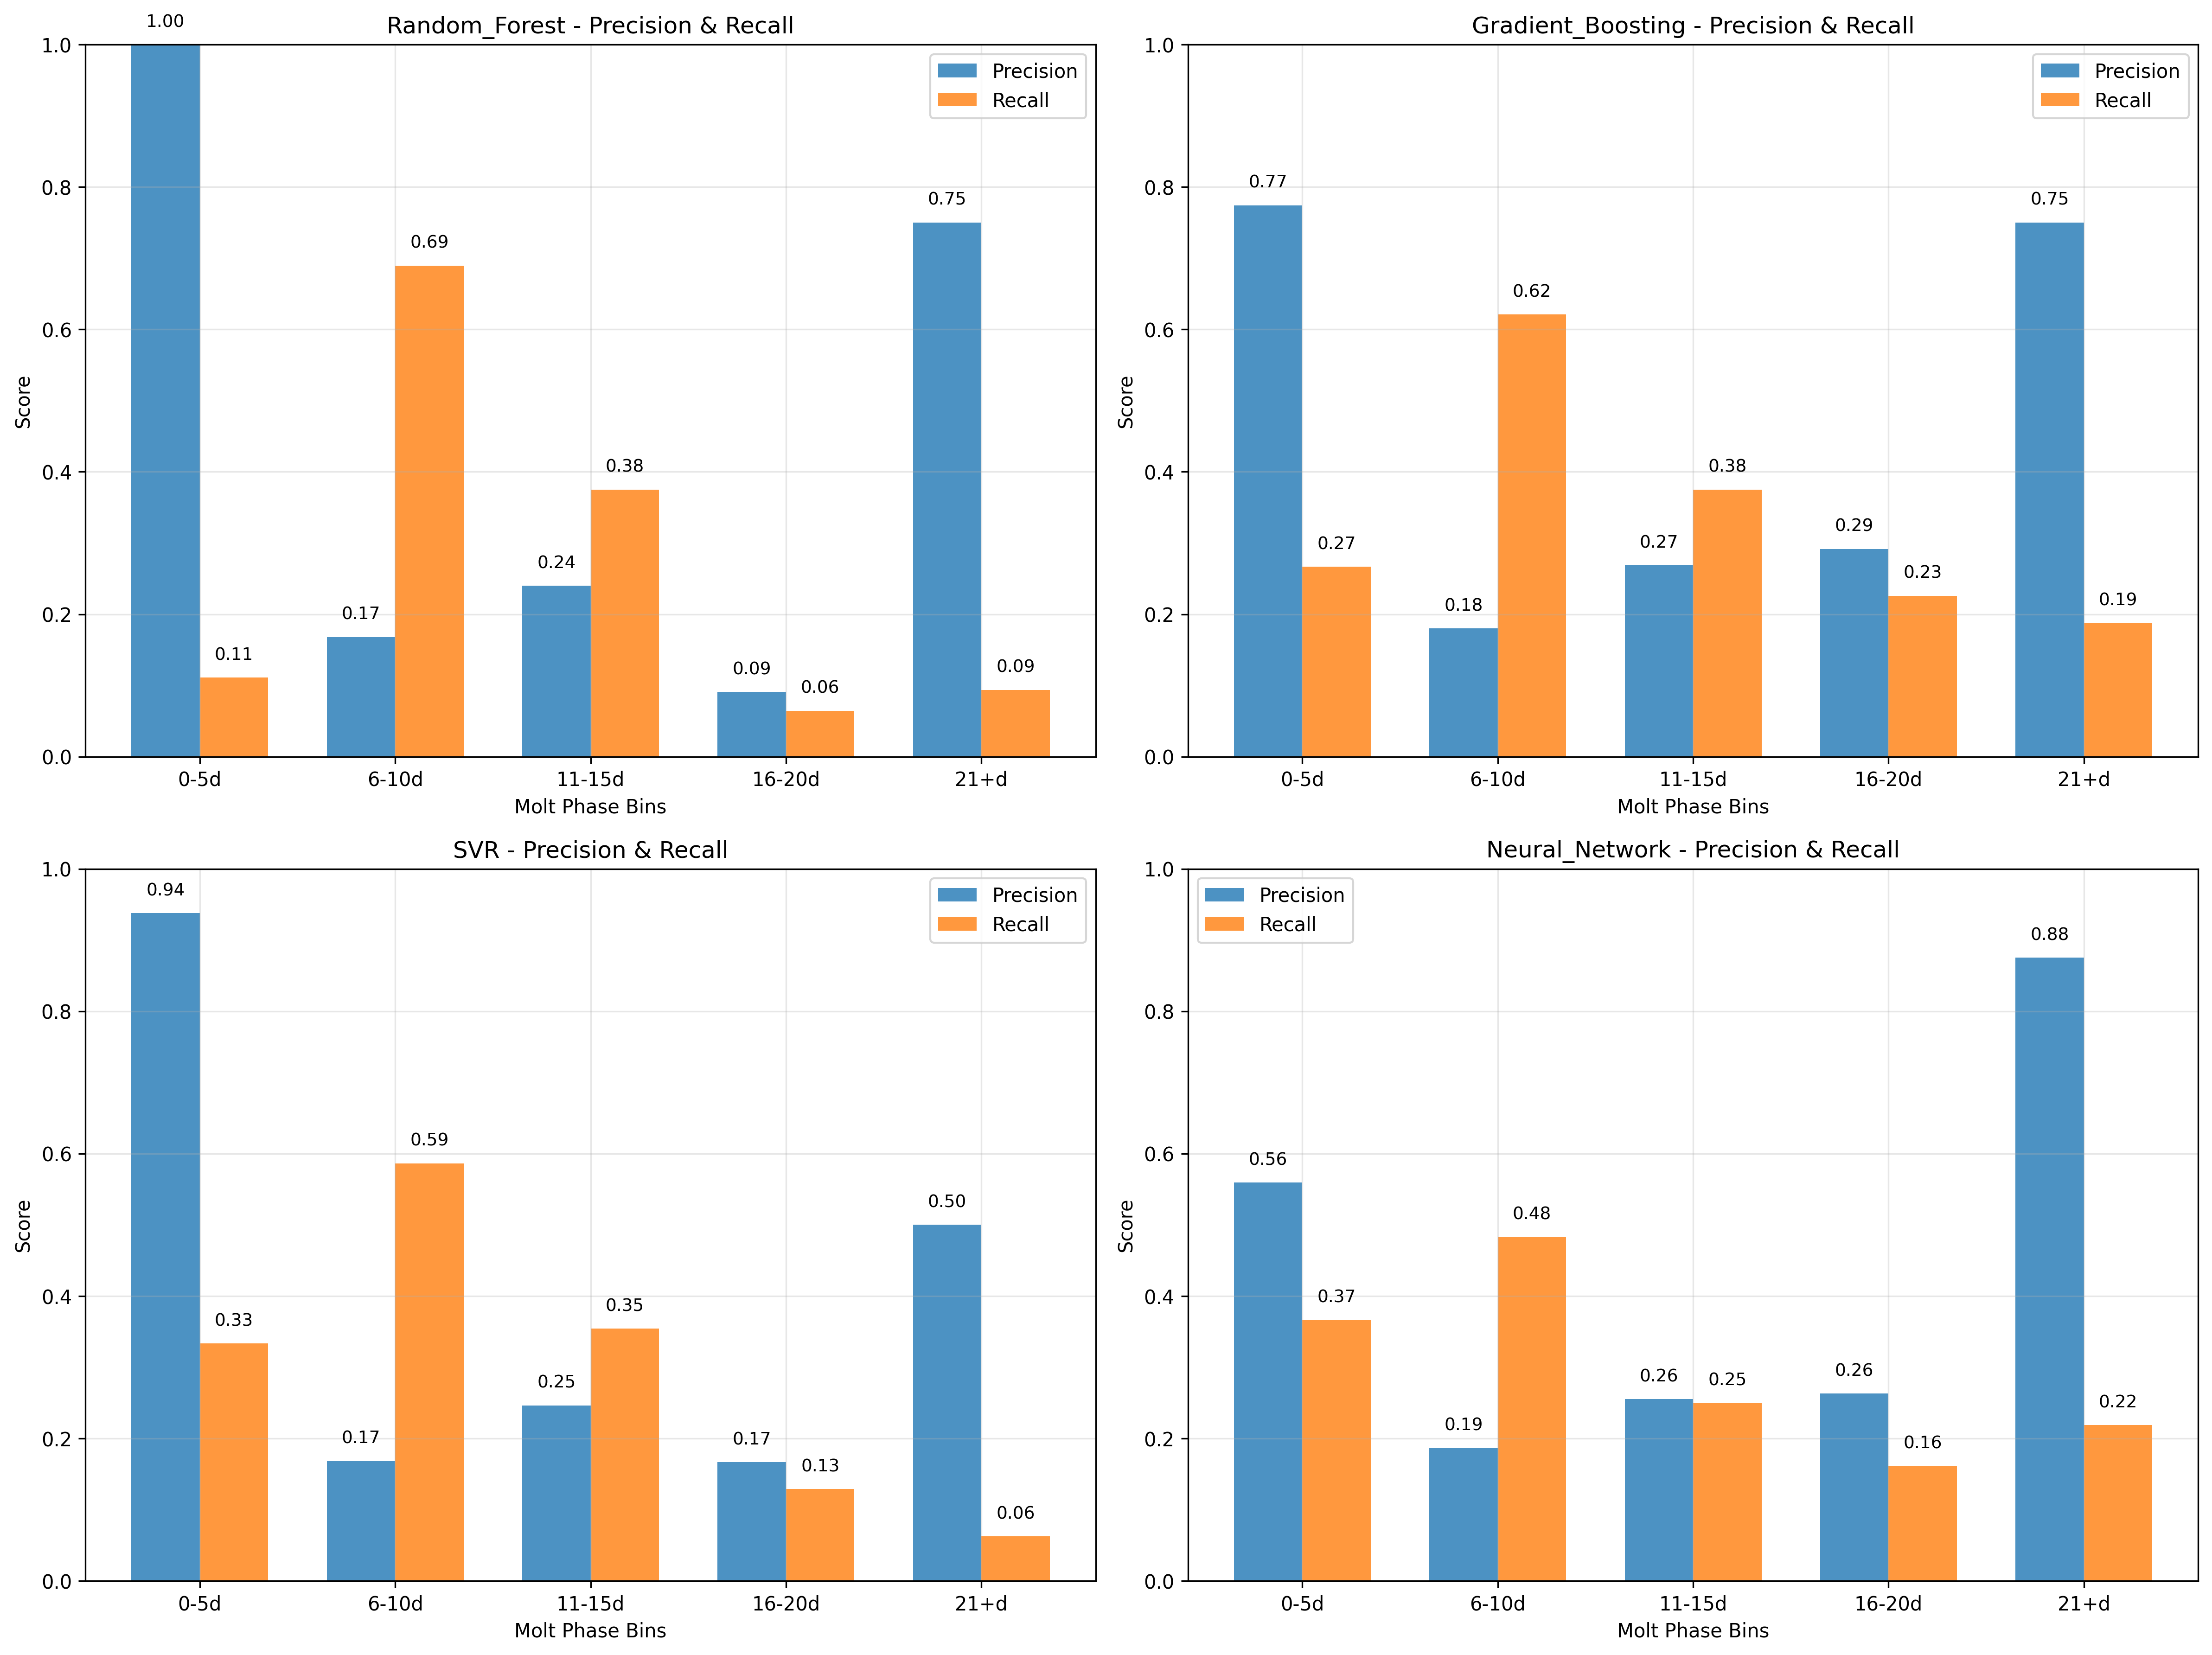 Random_Forest - Precision & Recall
1.00
1.0
Precision
Recall
0.8
0.75
0.69
0.6
Score
0.4
0.38
0.24
0.2
0.17
0.11
0.09
0.06
0.09
0.0
0-5d 6-10d 11-15d 16-20d 21+d
Molt Phase Bins
Gradient_Boosting - Precision & Recall
1.0
Precision
Recall
0.8
0.77
0.75
0.62
0.6
Score
0.4
0.38
0.27
0.27
0.29
0.23
0.2
0.18
0.19
0.0
0-5d 6-10d 11-15d 16-20d 21+d
Molt Phase Bins
SVR - Precision & Recall
1.0
0.94
Precision
Recall
0.8
0.6
0.59
0.50
Score
0.4
0.33
0.35
0.25
0.2
0.17
0.17
0.13
0.06
0.0
0-5d 6-10d 11-15d 16-20d 21+d
Molt Phase Bins
Neural_Network - Precision & Recall
1.0
Precision
Recall
0.88
0.8
0.6
0.56
0.48
Score
0.4
0.37
0.26
0.25
0.26
0.22
0.2
0.19
0.16
0.0
0-5d 6-10d 11-15d 16-20d 21+d
Molt Phase Bins